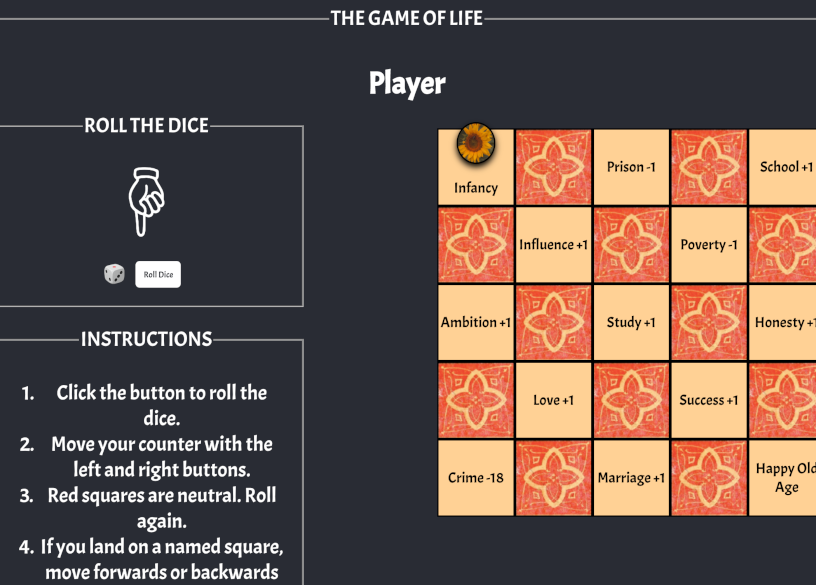 THE GAME OF LIFE
Player
ROLL THE DICE
Roll Dice
INSTRUCTIONS
1. Click the button to roll the
dice.
2. Move your counter with the
left and right buttons.
3. Red squares are neutral. Roll
again.
4. If you land on a named square,
move forwards or backwards
Infancy
Prison -1
School +1
Influence +1
Poverty -1
Ambition +1
Study +1
Honesty +1
Love +1
Success +1
Crime -18
Marriage +1
Happy Old
Age